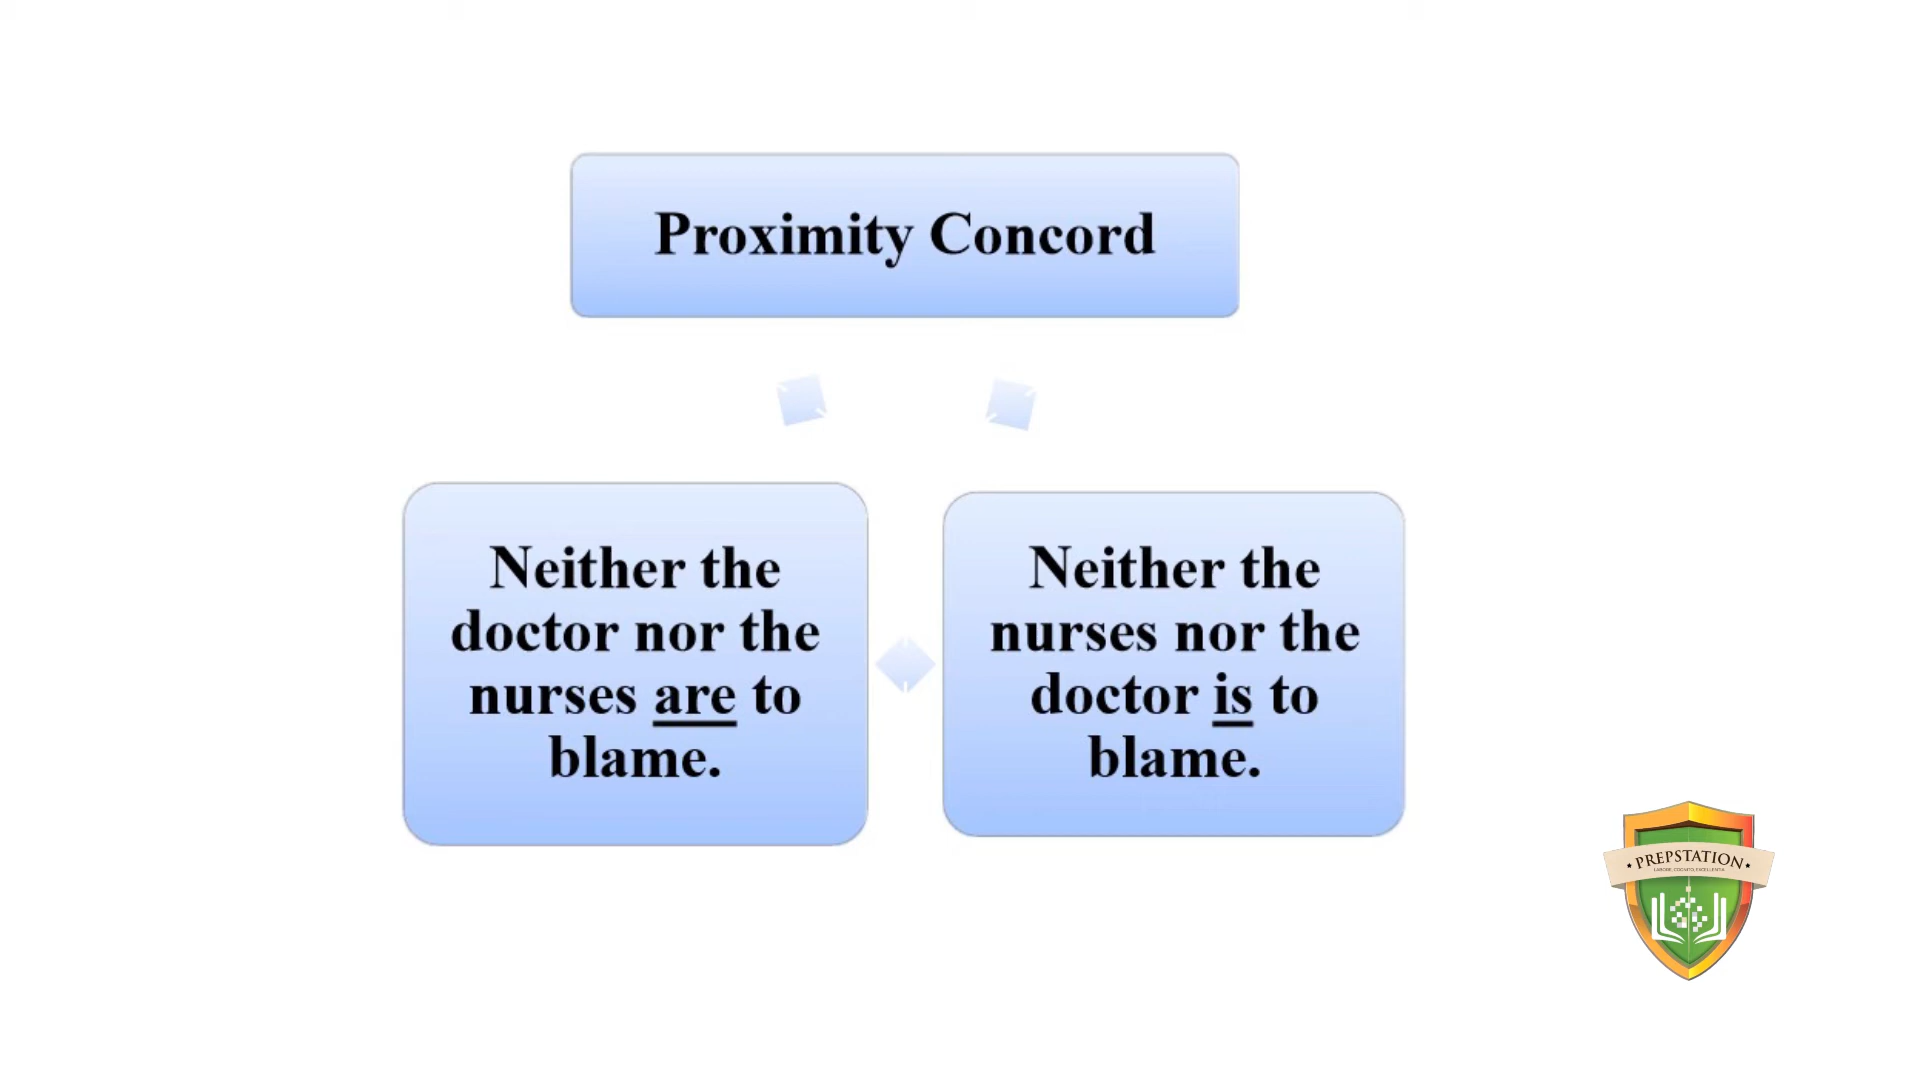 Proximity Concord
Neither the
doctor nor the
nurses are to
blame.
Neither the
nurses nor the
doctor is to
blame.
PREPSTATION